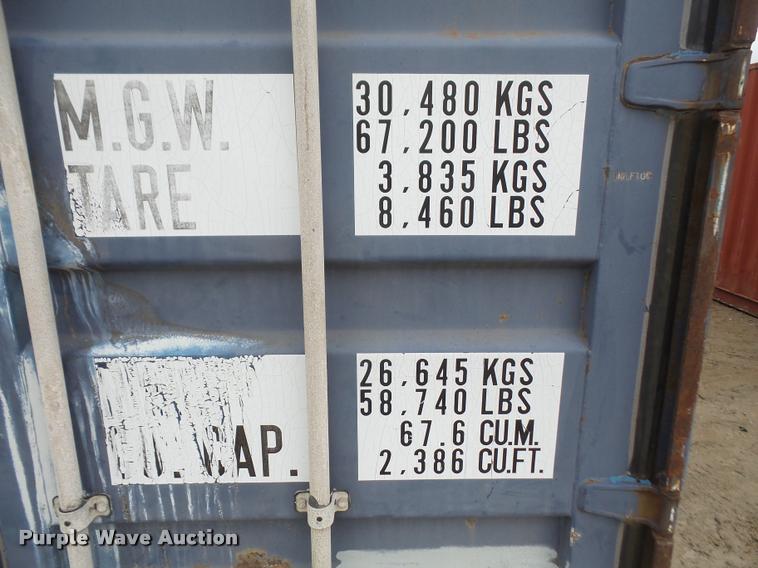 M.G.W. 30,480 KGS
67,200 LBS
TARE 3,835 KGS
8,460 LBS
26,645 KGS
58,740 LBS
67.6 CU.M.
CAP. 2,386 CU.FT.
Purple Wave Auction